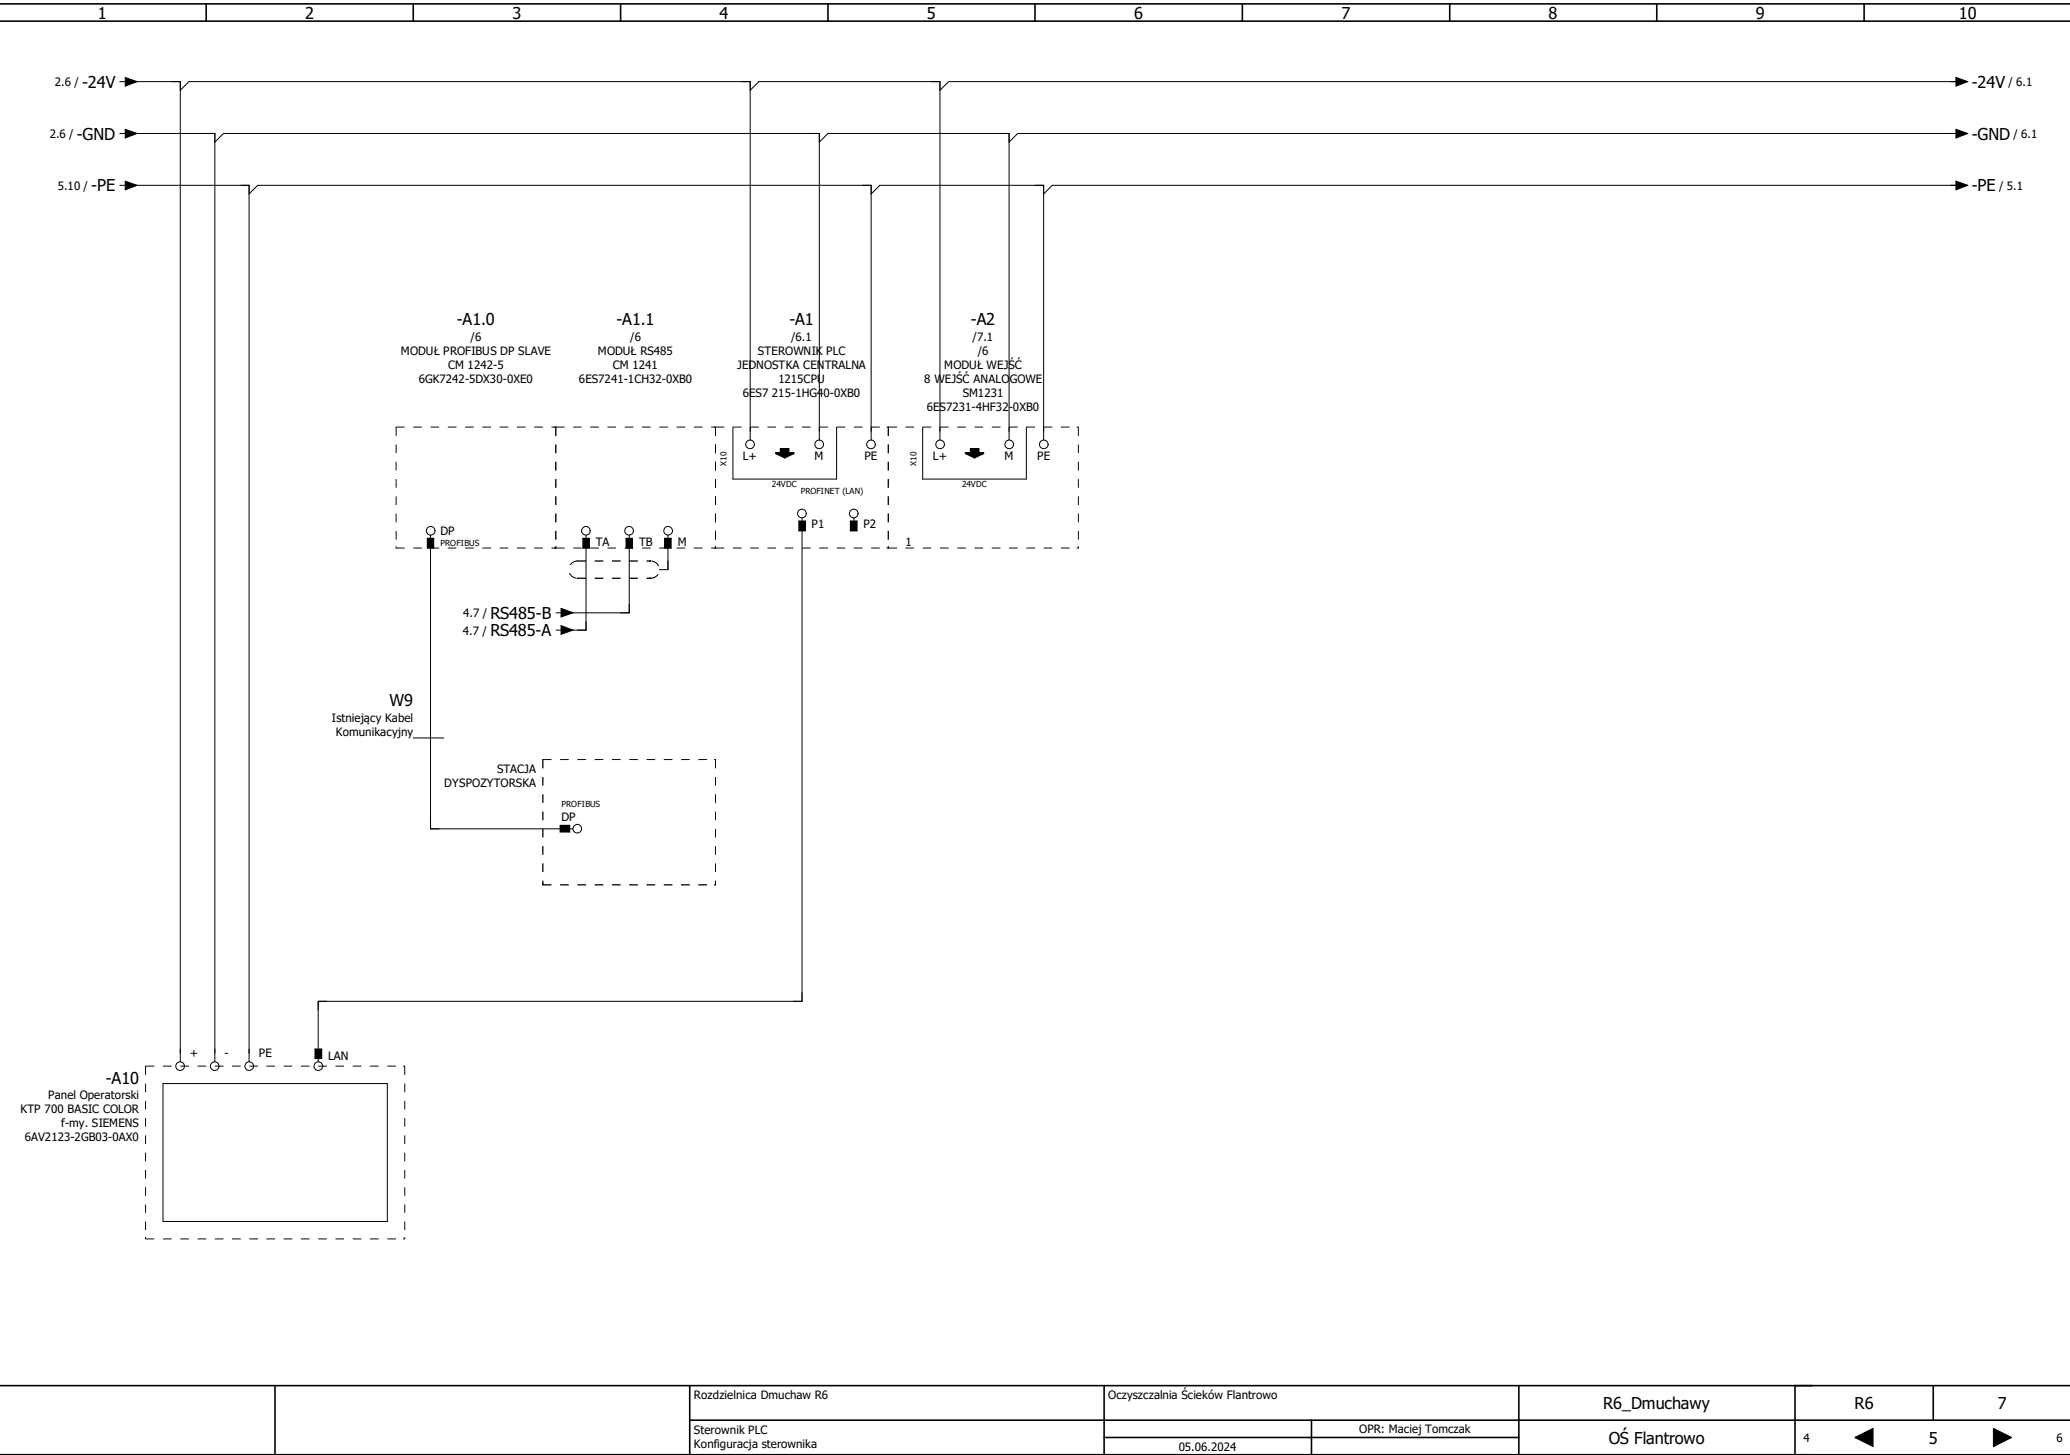 1 2 3 4 5 6 7 8 9 10
2.6 / -24V
-24V / 6.1
2.6 / -GND
-GND / 6.1
5.10 / -PE
-PE / 5.1
-A1.0
/6
MODUŁ PROFIBUS DP SLAVE
CM 1242-5
6GK7242-5DX30-0XE0
-A1.1
/6
MODUŁ RS485
CM 1241
6ES7241-1CH32-0XB0
-A1
/6.1
STEROWNIK PLC
JEDNOSTKA CENTRALNA
1215CPU
6ES7 215-1HG40-0XB0
-A2
/7.1
/6
MODUŁ WEJŚĆ
8 WEJŚĆ ANALOGOWE
SM1231
6ES7231-4HF32-0XB0
X10
L+
M
PE
24VDC
PROFINET (LAN)
P1
P2
X10
L+
M
PE
24VDC
1
DP
PROFIBUS
TA
TB
M
4.7 / RS485-B
4.7 / RS485-A
W9
Istniejący Kabel
Komunikacyjny
STACJA
DYSPOZYTORSKA
PROFIBUS
DP
+
-
PE
LAN
-A10
Panel Operatorski
KTP 700 BASIC COLOR
f-my. SIEMENS
6AV2123-2GB03-0AX0
Rozdzielnica Dmuchaw R6
Sterownik PLC
Konfiguracja sterownika
Oczyszczalnia Ścieków Flantrowo
OPR: Maciej Tomczak
05.06.2024
R6_Dmuchawy
R6
7
OŚ Flantrowo
4
5
6